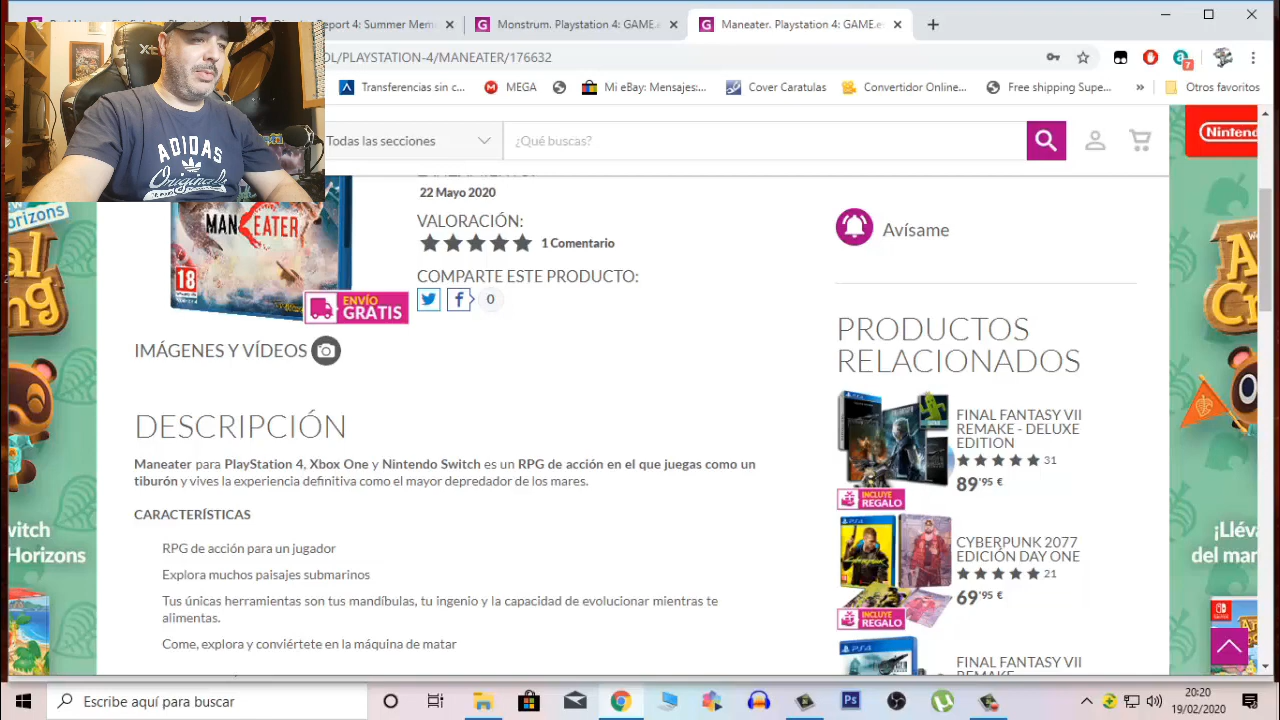 Report 4: Summer Mem
Monstrum. Playstation 4: GAME.e
Maneater. Playstation 4: GAME.e
OL/PLAYSTATION-4/MANEATER/176632
Transferencias sin c...
MEGA
Mi eBay: Mensajes:...
Cover Caratulas
Convertidor Online...
Free shipping Supe...
»
Otros favoritos
Todas las secciones
¿Qué buscas?
Nintendo
ADIDAS
Originals
22 Mayo 2020
VALORACIÓN:
1 Comentario
COMPARTE ESTE PRODUCTO:
0
MANEATER
18
ENVÍO
GRATIS
IMÁGENES Y VÍDEOS
Avísame
PRODUCTOS
RELACIONADOS
FINAL FANTASY VII
REMAKE - DELUXE
EDITION
31
89'95 €
INCLUYE
REGALO
CYBERPUNK 2077
EDICIÓN DAY ONE
21
69'95 €
INCLUYE
REGALO
FINAL FANTASY VII
DESCRIPCIÓN
Maneater para PlayStation 4, Xbox One y Nintendo Switch es un RPG de acción en el que juegas como un
tiburón y vives la experiencia definitiva como el mayor depredador de los mares.
CARACTERÍSTICAS
RPG de acción para un jugador
Explora muchos paisajes submarinos
Tus únicas herramientas son tus mandíbulas, tu ingenio y la capacidad de evolucionar mientras te
alimentas.
Come, explora y conviértete en la máquina de matar
Horizons
witch
Horizons
¡Llév
del mar
Escribe aquí para buscar
20:20
19/02/2020